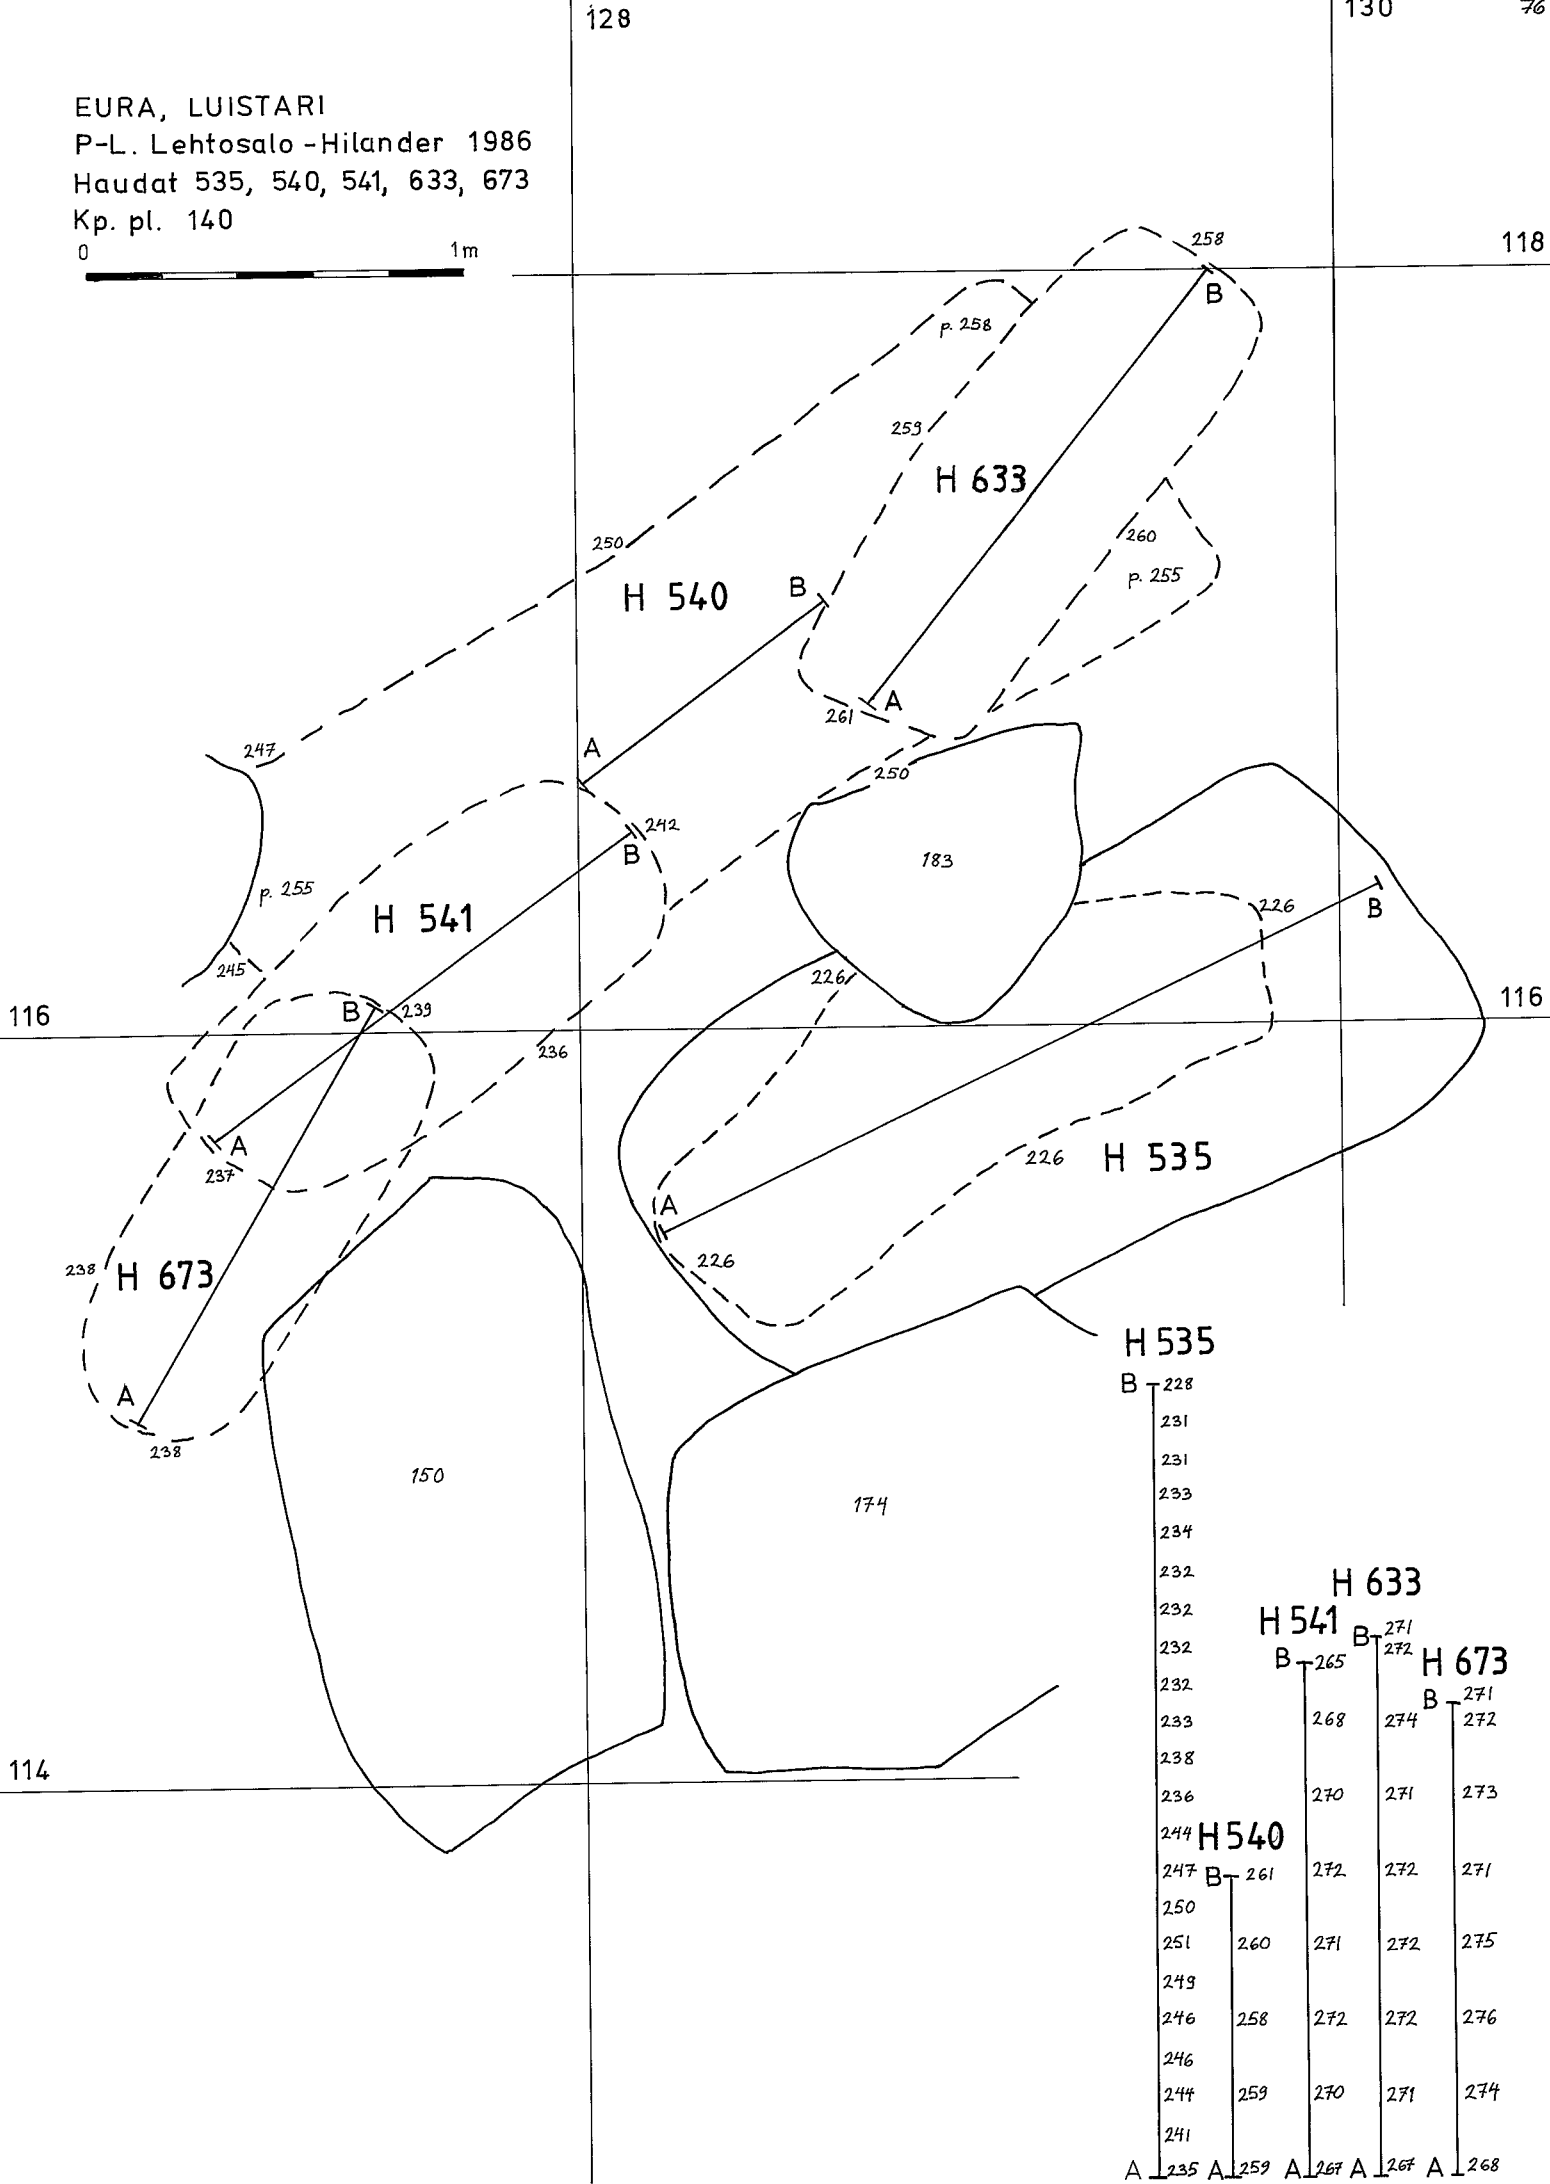 128
130
76
EURA, LUISTARI
P-L. Lehtosalo-Hilander 1986
Haudat 535, 540, 541, 633, 673
Kp. pl. 140
0 1m
118
258
B
p. 258
259
H 633
250
260
p. 255
H 540
B
A
261
247
A
250
242
B
183
p. 255
H 541
226
B
245
226
B
239
116
116
236
A
237
226
H 535
A
226
238
H 673
A
238
150
174
114
H 535
B 228
231
231
233
234
232
232
232
232
233
238
236
244
247
250
251
249
246
246
244
241
A 235
H 540
B 261
260
258
259
A 259
H 541
B 265
268
270
272
271
272
270
A 267
H 633
B 271
272
274
271
272
272
272
271
A 267
H 673
B 271
272
273
271
275
276
274
A 268